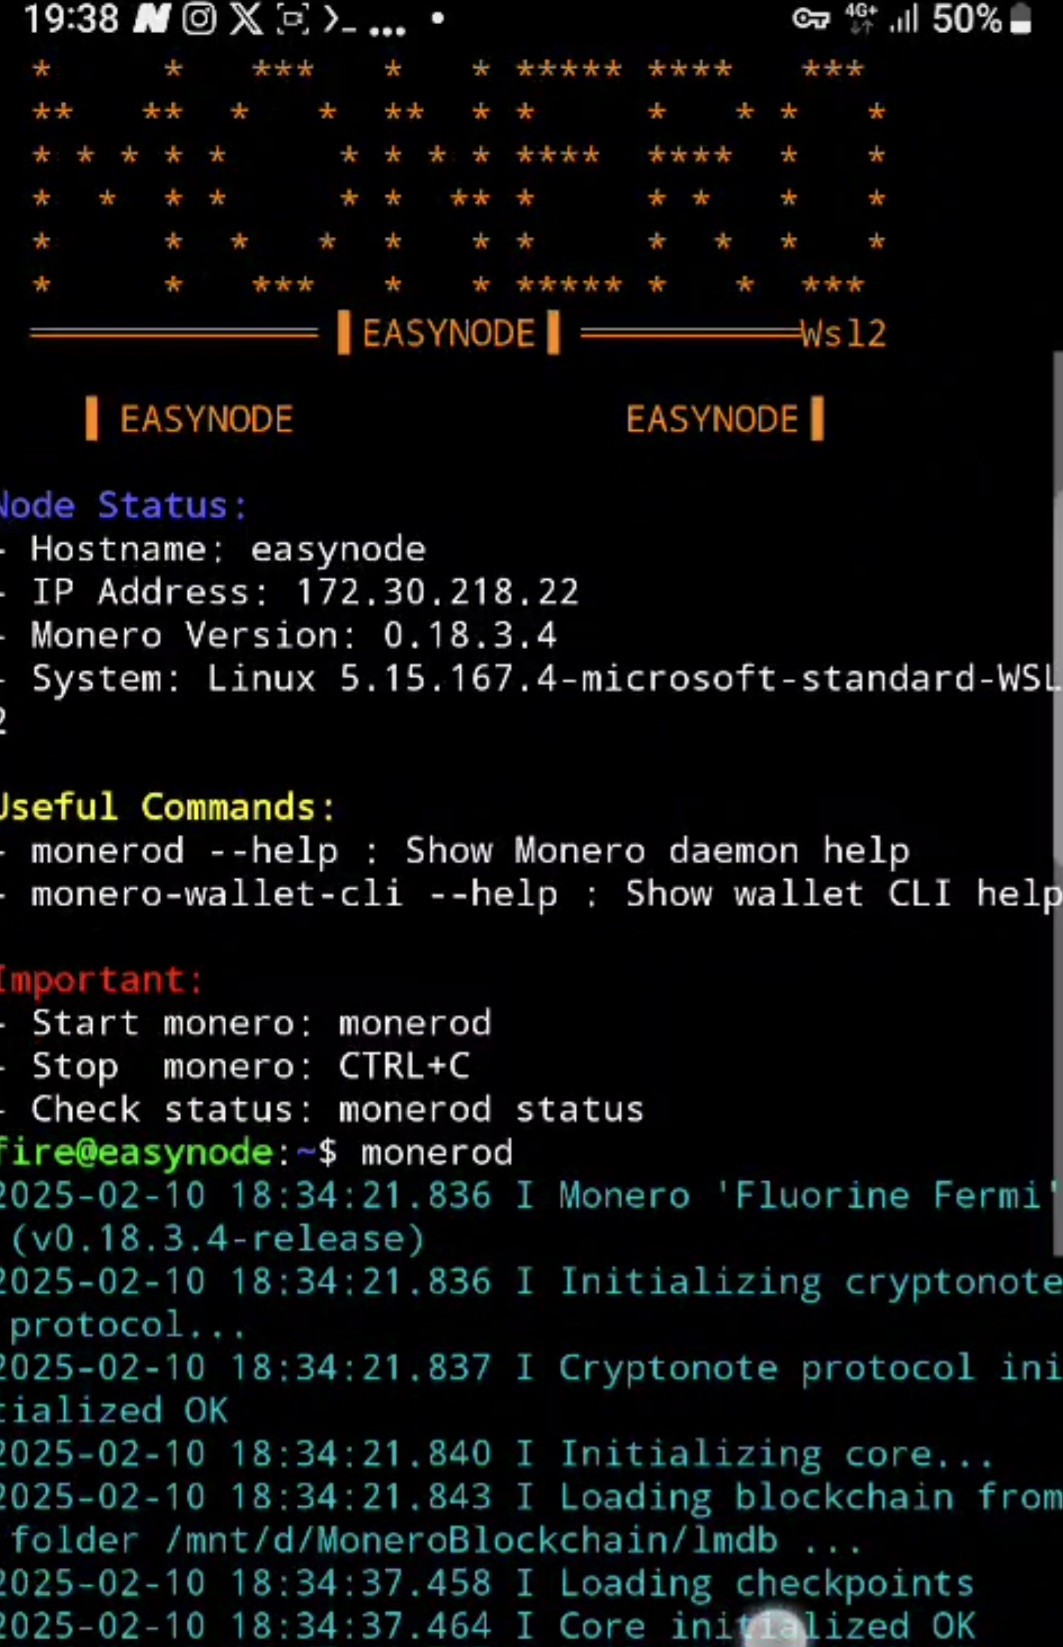 19:38 4G+ 50%
* * *** * * ***** **** ***
** ** * * ** * * * * * *
* * * * * * * * * **** **** * *
* * * * * * ** * * * * *
* * * * * * * * * * *
* * *** * * ***** * * ***
EASYNODE Wsl2
EASYNODE EASYNODE
Node Status:
- Hostname: easynode
- IP Address: 172.30.218.22
- Monero Version: 0.18.3.4
- System: Linux 5.15.167.4-microsoft-standard-WSL
2
Useful Commands:
- monerod --help : Show Monero daemon help
- monero-wallet-cli --help : Show wallet CLI help
Important:
- Start monero: monerod
- Stop  monero: CTRL+C
- Check status: monerod status
fire@easynode:~$ monerod
2025-02-10 18:34:21.836 I Monero 'Fluorine Fermi'
(v0.18.3.4-release)
2025-02-10 18:34:21.836 I Initializing cryptonote
protocol...
2025-02-10 18:34:21.837 I Cryptonote protocol ini
tialized OK
2025-02-10 18:34:21.840 I Initializing core...
2025-02-10 18:34:21.843 I Loading blockchain from
folder /mnt/d/MoneroBlockchain/lmdb ...
2025-02-10 18:34:37.458 I Loading checkpoints
2025-02-10 18:34:37.464 I Core initialized OK